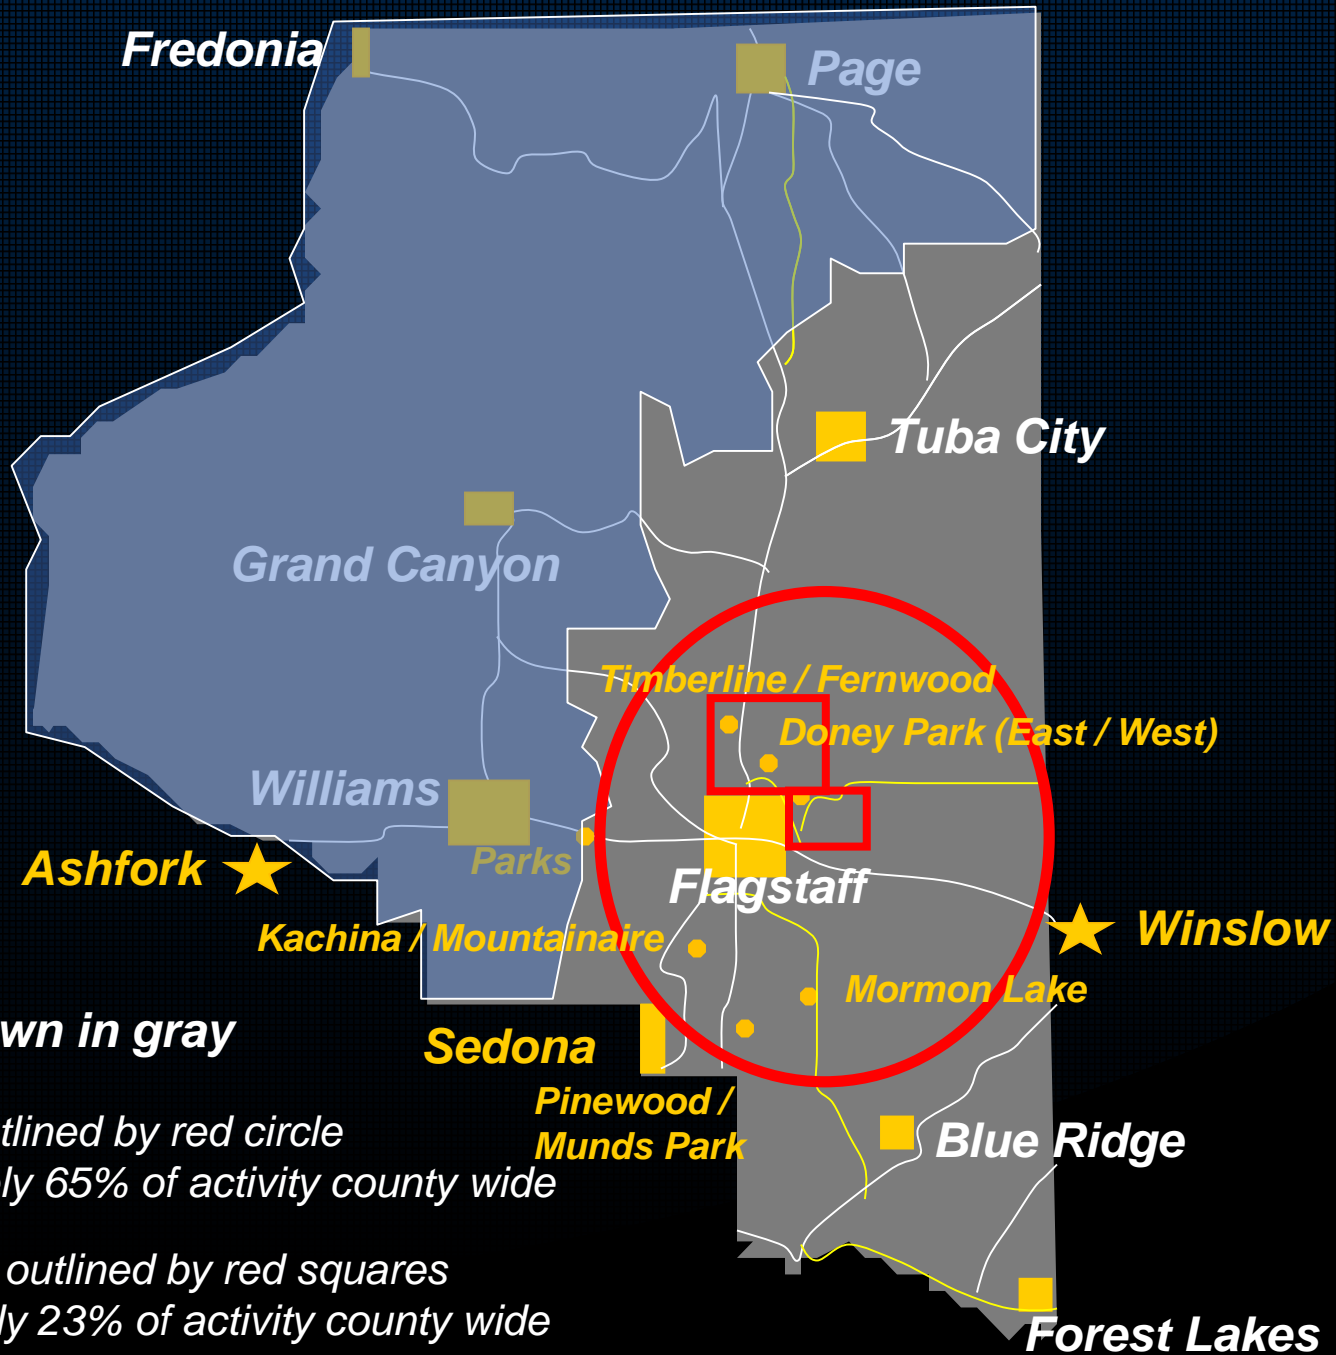 Fredonia
Page
Tuba City
Grand Canyon
Timberline / Fernwood
Doney Park (East / West)
Williams
Ashfork
Parks
Flagstaff
Kachina / Mountainaire
Winslow
Mormon Lake
wn in gray
Sedona
Pinewood /
Munds Park
tlined by red circle
Blue Ridge
ly 65% of activity county wide
outlined by red squares
ly 23% of activity county wide
Forest Lakes